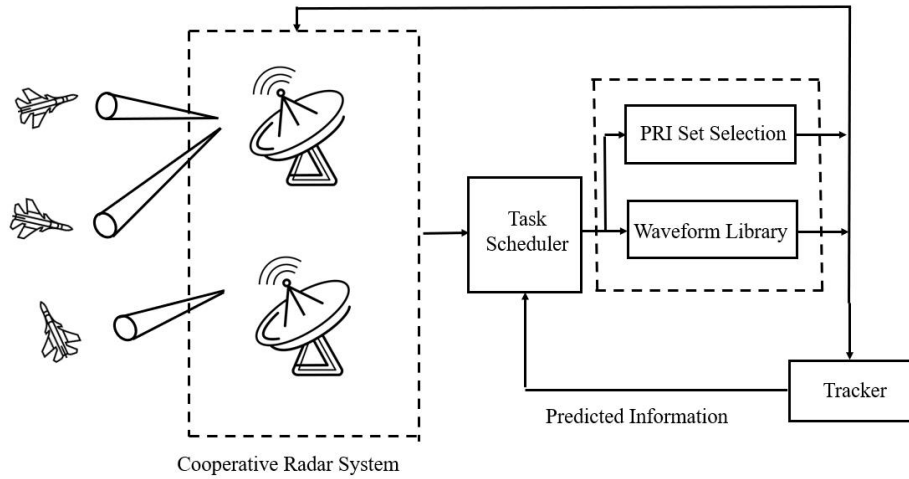 PRI Set Selection
Task
Scheduler
Waveform Library
Tracker
Predicted Information
Cooperative Radar System